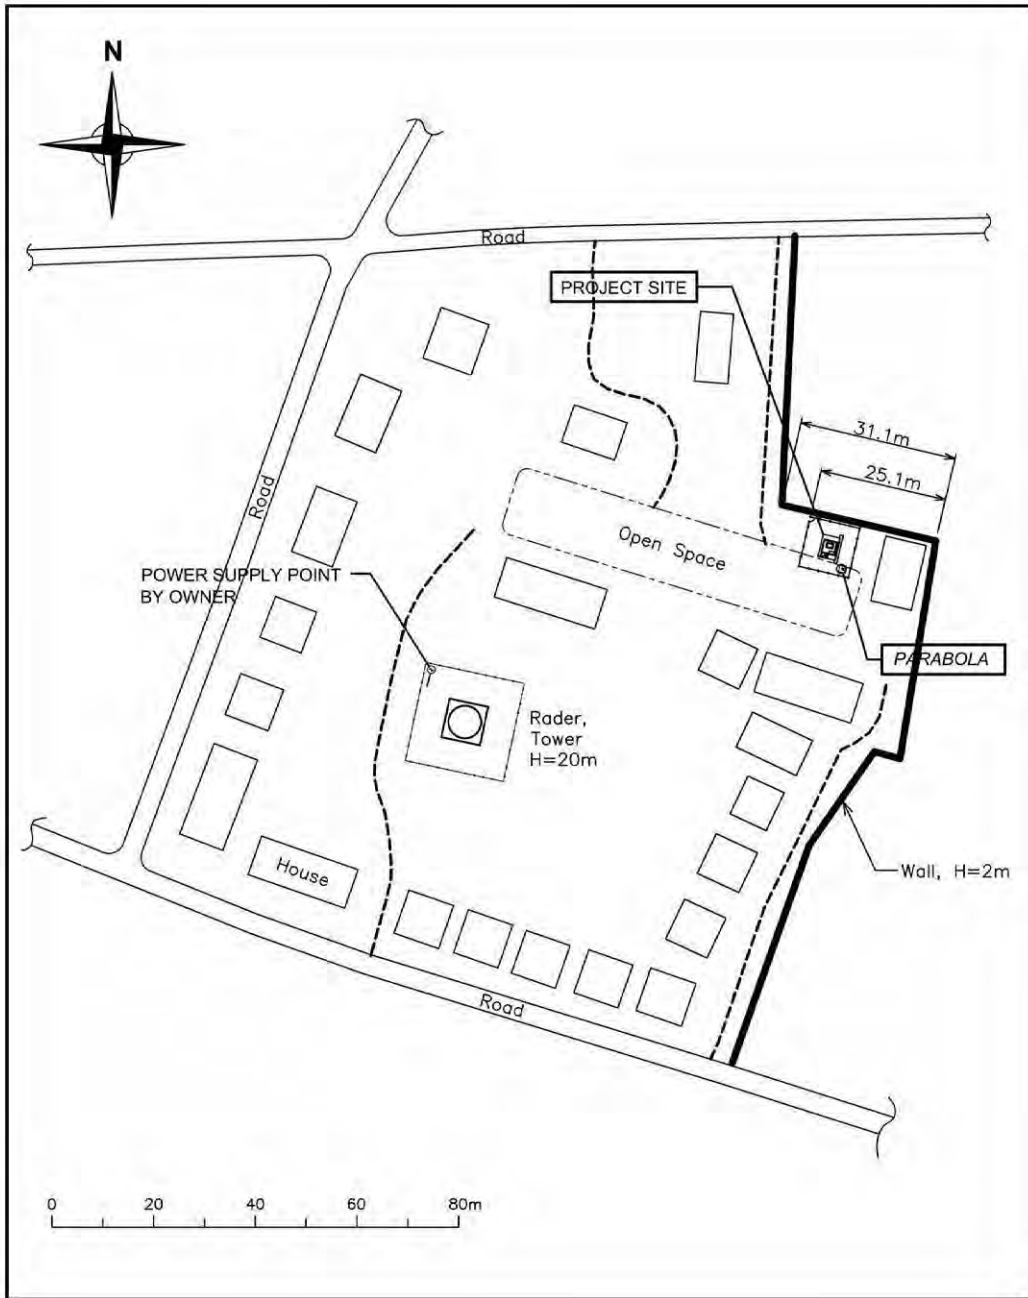 N
Road
PROJECT SITE
31.1m
25.1m
Road
Open Space
POWER SUPPLY POINT
BY OWNER
PARABOLA
Rader,
Tower
H=20m
House
Wall, H=2m
Road
0 20 40 60 80m